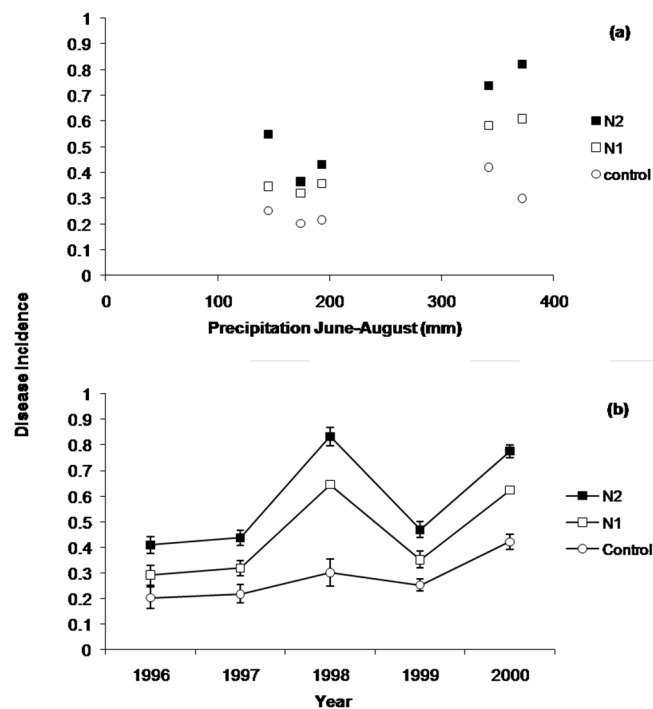 1
0.9
0.8
0.7
0.6
0.5
0.4
0.3
0.2
0.1
0
(a)
N2
N1
control
0 100 200 300 400
Precipitation June-August (mm)
Disease Incidence
1
0.9
0.8
0.7
0.6
0.5
0.4
0.3
0.2
0.1
0
(b)
N2
N1
Control
1996 1997 1998 1999 2000
Year